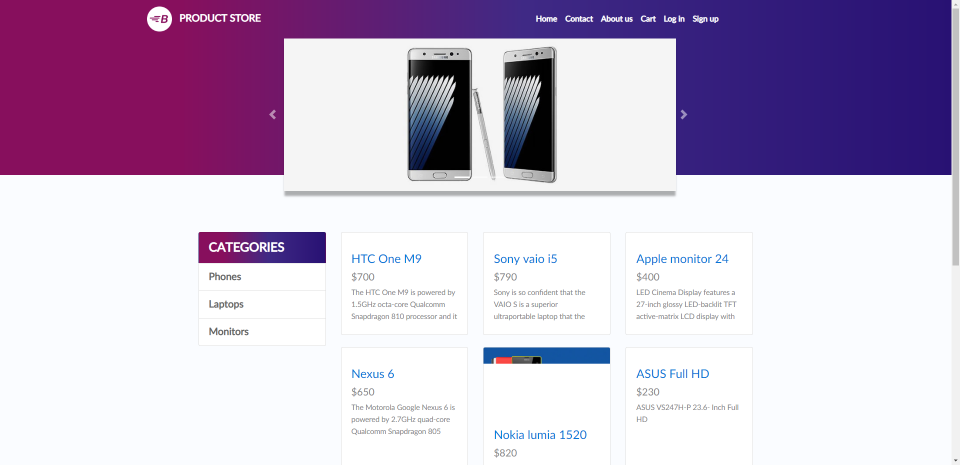 B PRODUCT STORE
Home Contact About us Cart Log in Sign up
CATEGORIES
Phones
Laptops
Monitors
HTC One M9
$700
The HTC One M9 is powered by
1.5GHz octa-core Qualcomm
Snapdragon 810 processor and it
Sony vaio i5
$790
Sony is so confident that the
VAIO S is a superior
ultraportable laptop that the
Apple monitor 24
$400
LED Cinema Display features a
27-inch glossy LED-backlit TFT
active-matrix LCD display with
Nexus 6
$650
The Motorola Google Nexus 6 is
powered by 2.7GHz quad-core
Qualcomm Snapdragon 805
Nokia lumia 1520
$820
ASUS Full HD
$230
ASUS VS247H-P 23.6- Inch Full
HD